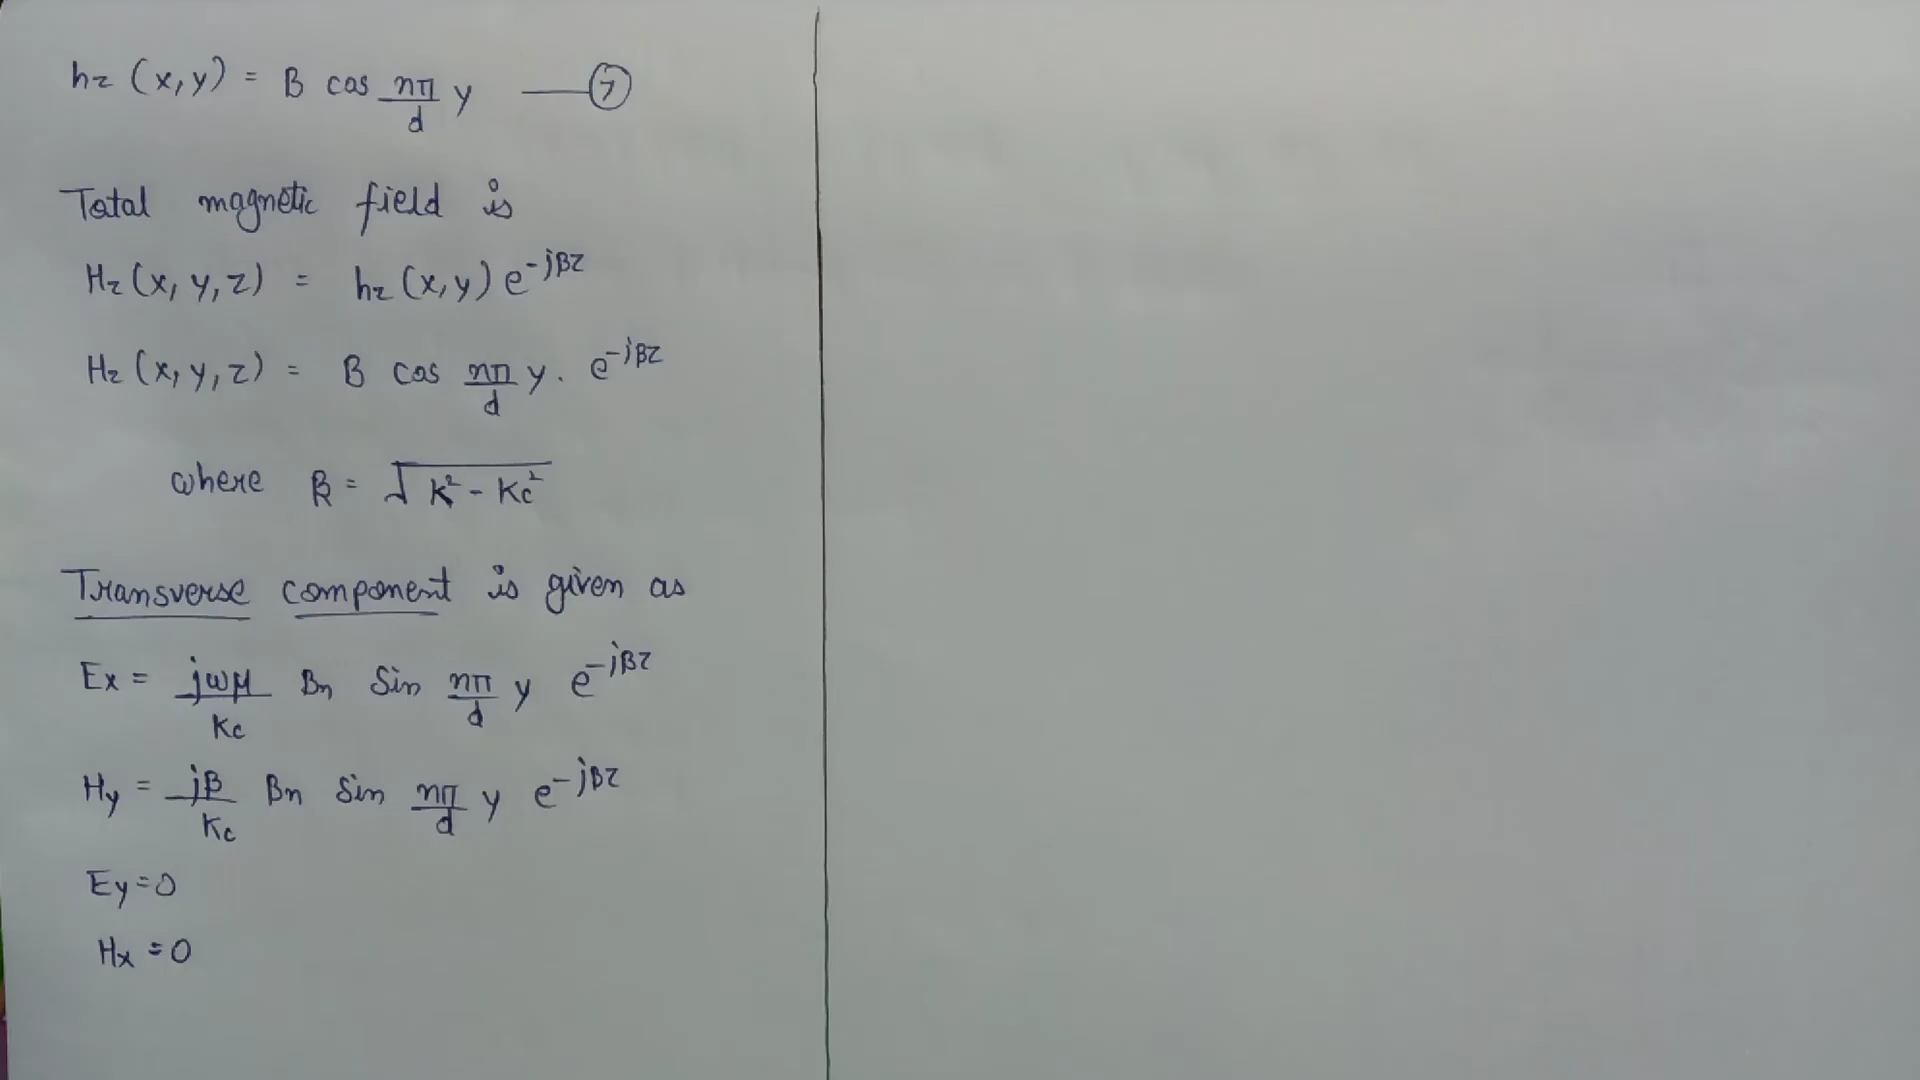 hz (x,y) = B cos nπ/d y —⑦
Total magnetic field is
Hz (x, y, z) = hz (x,y) e^-jβz
Hz (x, y, z) = B cos nπ/d y . e^-jβz
where β = √K² - Kc²
Transverse component is given as
Ex = jωμ/Kc Bn Sin nπ/d y e^-jβz
Hy = jβ/Kc Bn Sin nπ/d y e^-jβz
Ey = 0
Hx = 0